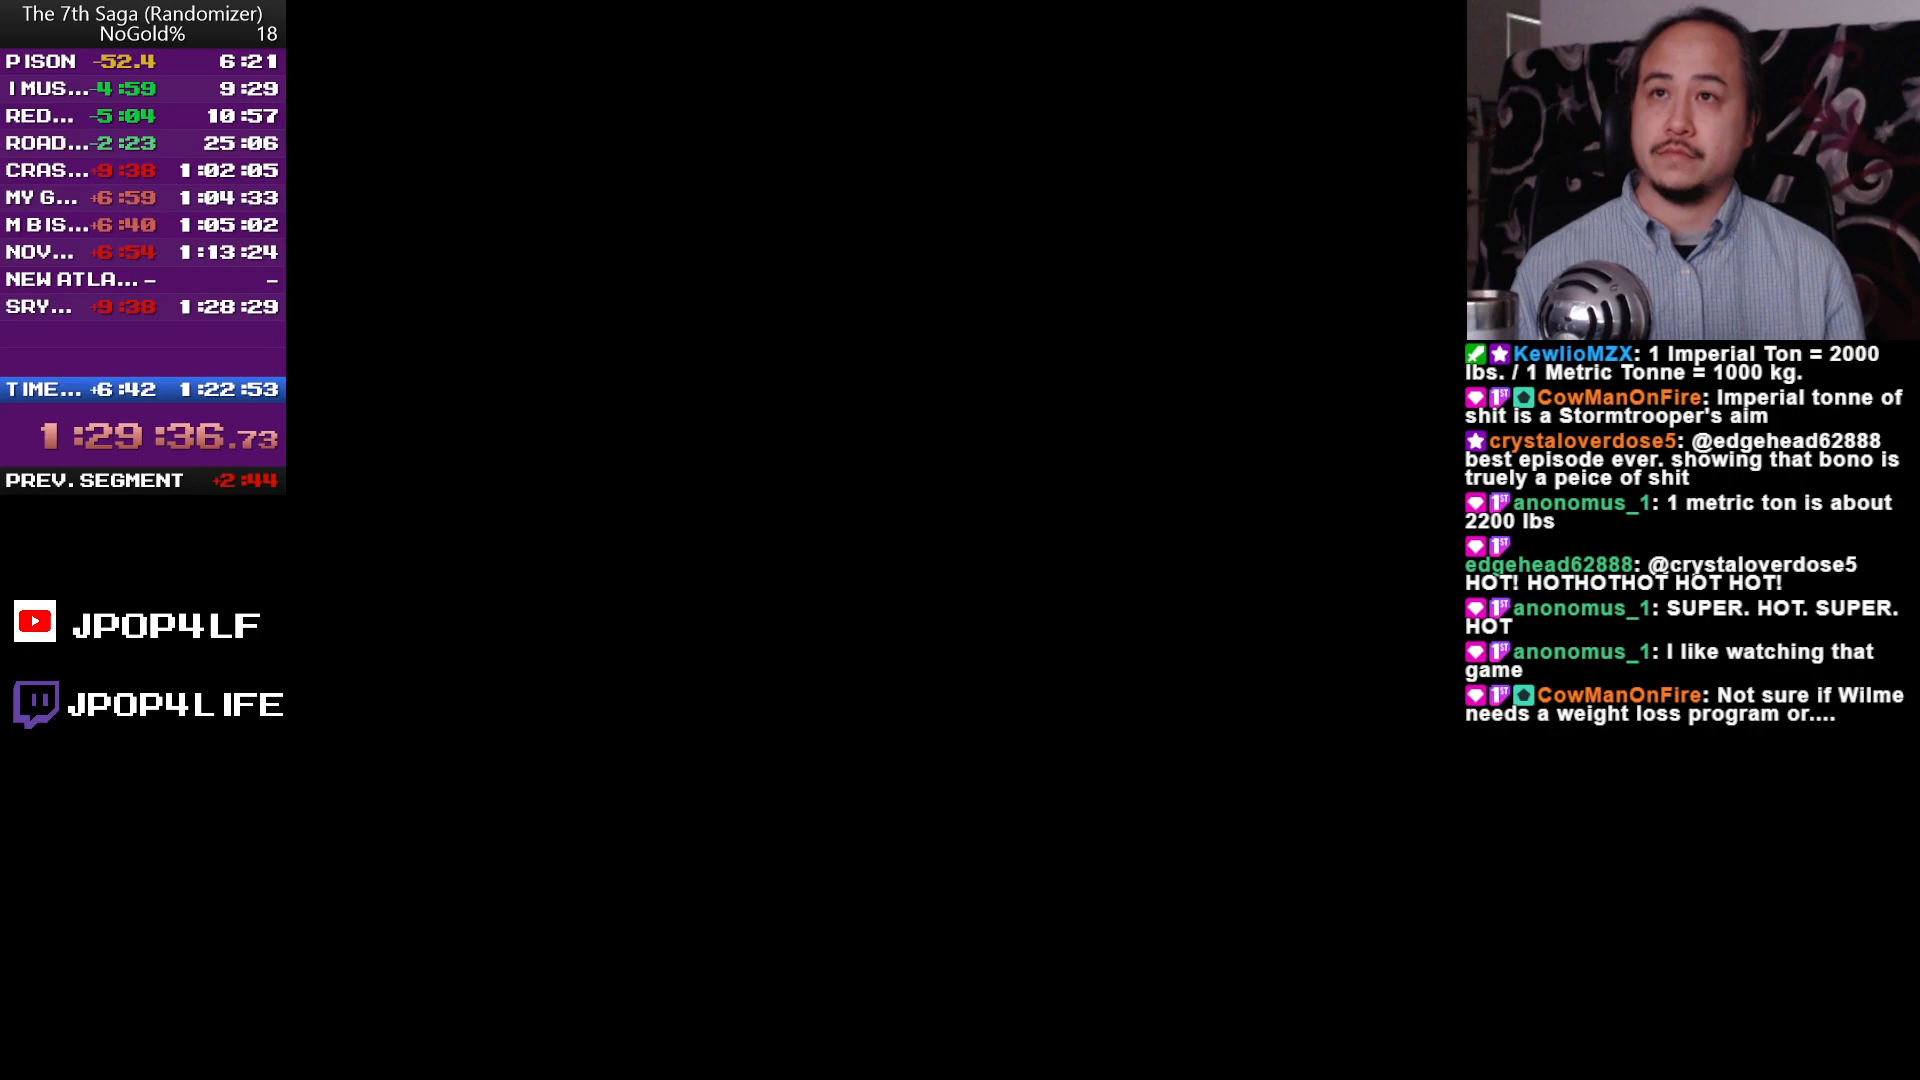 The 7th Saga (Randomizer)
NoGold% 18
PISON -52.4 6:21
I MUS... -4:59 9:29
RED... -5:04 10:57
ROAD... -2:23 25:06
CRAS... +9:38 1:02:05
MY G... +6:59 1:04:33
M BIS... +6:40 1:05:02
NOV... +6:54 1:13:24
NEW ATLA... – –
SRY... +9:38 1:28:29
TIME... +6:42 1:22:53
1:29:36.73
PREV. SEGMENT +2:44
JPOP4LF
JPOP4LIFE
KewlioMZX: 1 Imperial Ton = 2000
lbs. / 1 Metric Tonne = 1000 kg.
1ST CowManOnFire: Imperial tonne of
shit is a Stormtrooper's aim
crystaloverdose5: @edgehead62888
best episode ever. showing that bono is
truely a peice of shit
1ST anonomus_1: 1 metric ton is about
2200 lbs
1ST
edgehead62888: @crystaloverdose5
HOT! HOTHOTHOT HOT HOT!
1ST anonomus_1: SUPER. HOT. SUPER.
HOT
1ST anonomus_1: I like watching that
game
1ST CowManOnFire: Not sure if Wilme
needs a weight loss program or....